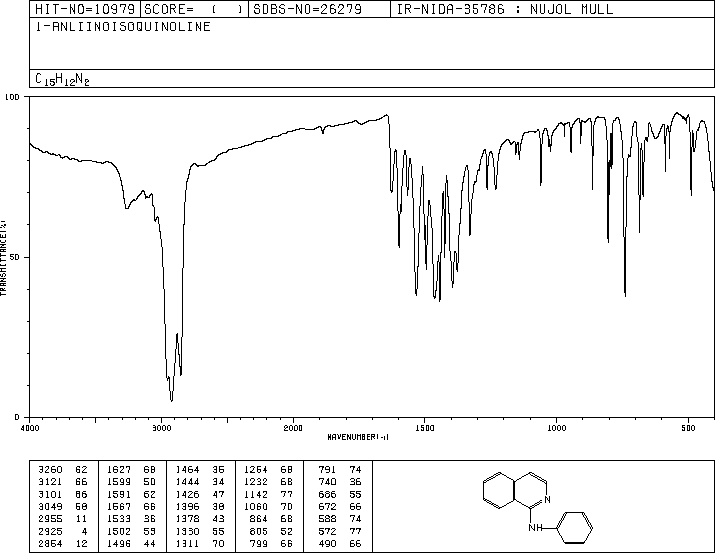 HIT-NO=10979 SCORE= ( ) SDBS-NO=26279 IR-NIDA-35786 : NUJOL MULL
1-ANLIINOISOQUINOLINE
C15H12N2
100
50
0
TRANSMITTANCE(%)
4000 3000 2000 1500 1000 500
WAVENUMBER(-1)
3260 62 1627 68 1464 35 1264 68 791 74
3121 66 1599 50 1444 34 1232 68 740 36
3101 66 1591 62 1426 47 1142 77 686 55
3049 60 1567 66 1396 38 1060 70 672 66
2955 11 1533 36 1378 43 864 68 588 74
2925 4 1502 59 1330 55 805 52 572 77
2854 12 1496 44 1311 70 799 66 490 66
N
NH